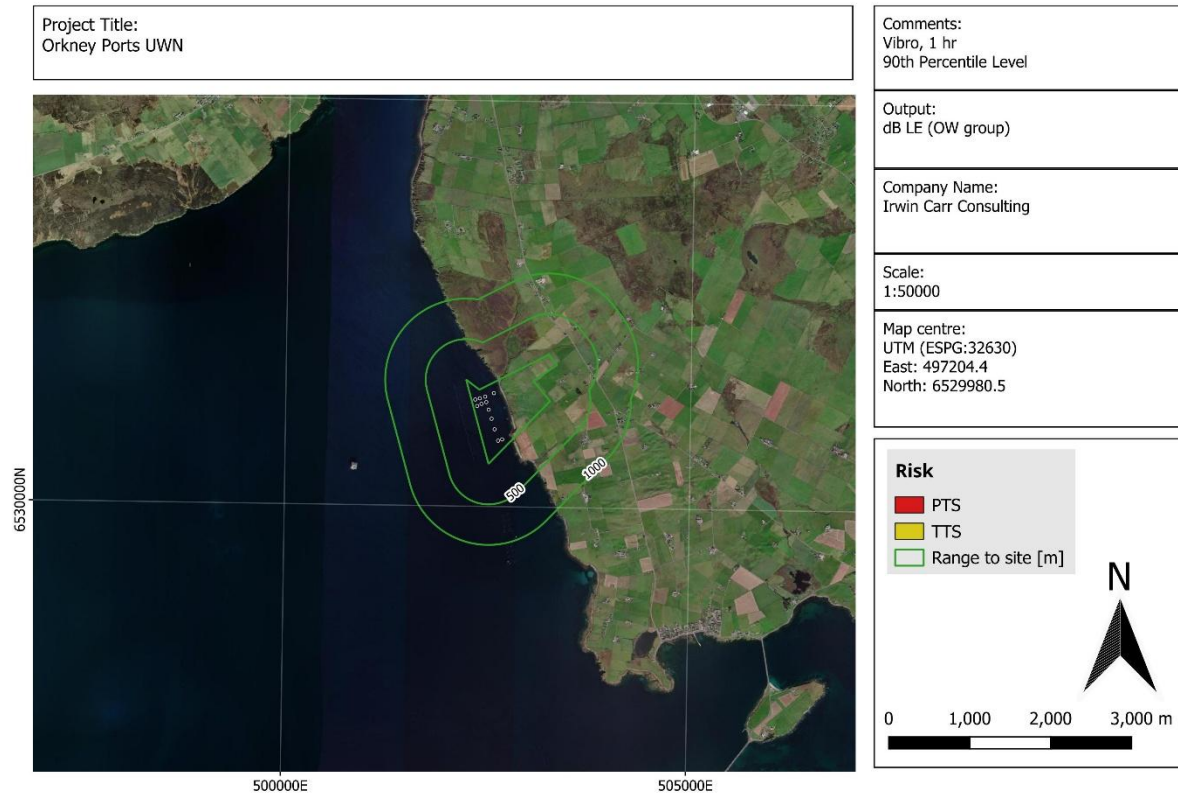 Project Title:
Orkney Ports UWN
Comments:
Vibro, 1 hr
90th Percentile Level
Output:
dB LE (OW group)
Company Name:
Irwin Carr Consulting
Scale:
1:50000
Map centre:
UTM (ESPG:32630)
East: 497204.4
North: 6529980.5
6530000N
500
1000
500000E
505000E
Risk
PTS
TTS
Range to site [m]
N
0 1,000 2,000 3,000 m